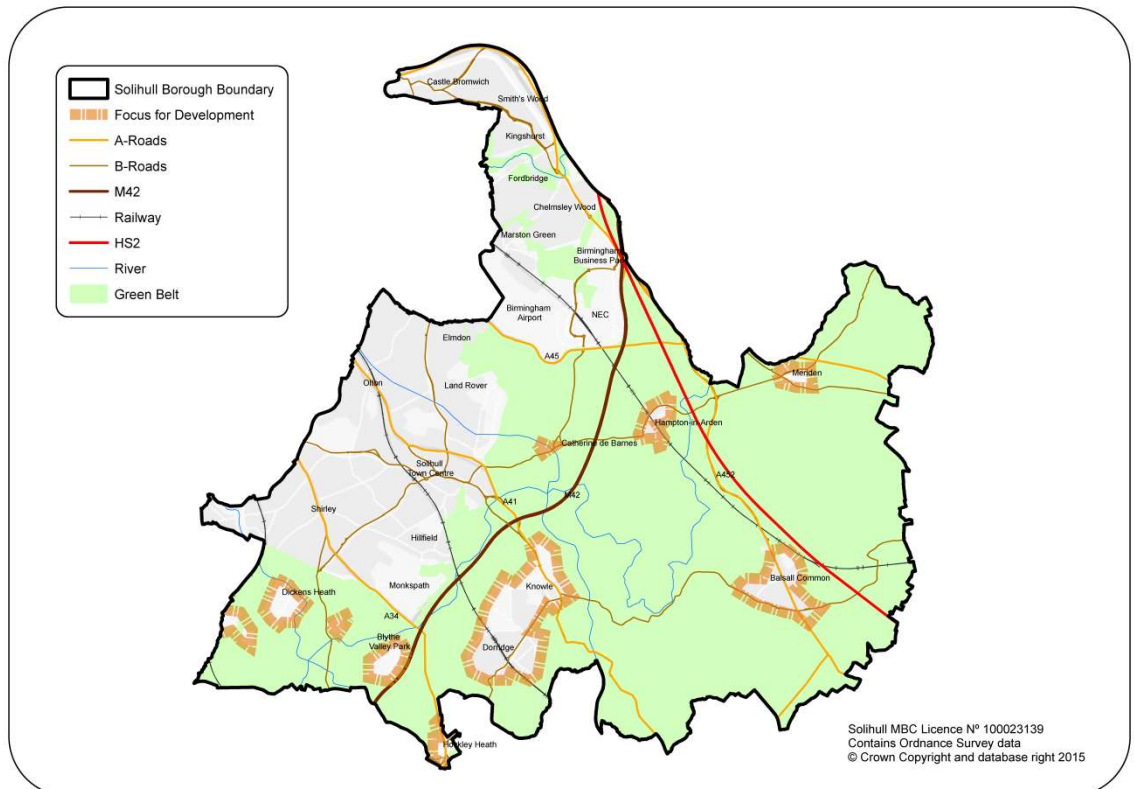 Solihull Borough Boundary
Focus for Development
A-Roads
B-Roads
M42
Railway
HS2
River
Green Belt
Castle Bromwich
Smith's Wood
Kingshurst
Fordbridge
Chelmsley Wood
Marston Green
Birmingham
Business Park
Birmingham
Airport
NEC
Elmdon
A45
Olton
Land Rover
Meriden
Hampton-in-Arden
Catherine de Barnes
Solihull
Town Centre
A452
A41
M42
Shirley
Hillfield
Monkspath
Knowle
Balsall Common
Dickens Heath
A34
Blythe
Valley Park
Dorridge
Hockley Heath
Solihull MBC Licence Nº 100023139
Contains Ordnance Survey data
© Crown Copyright and database right 2015